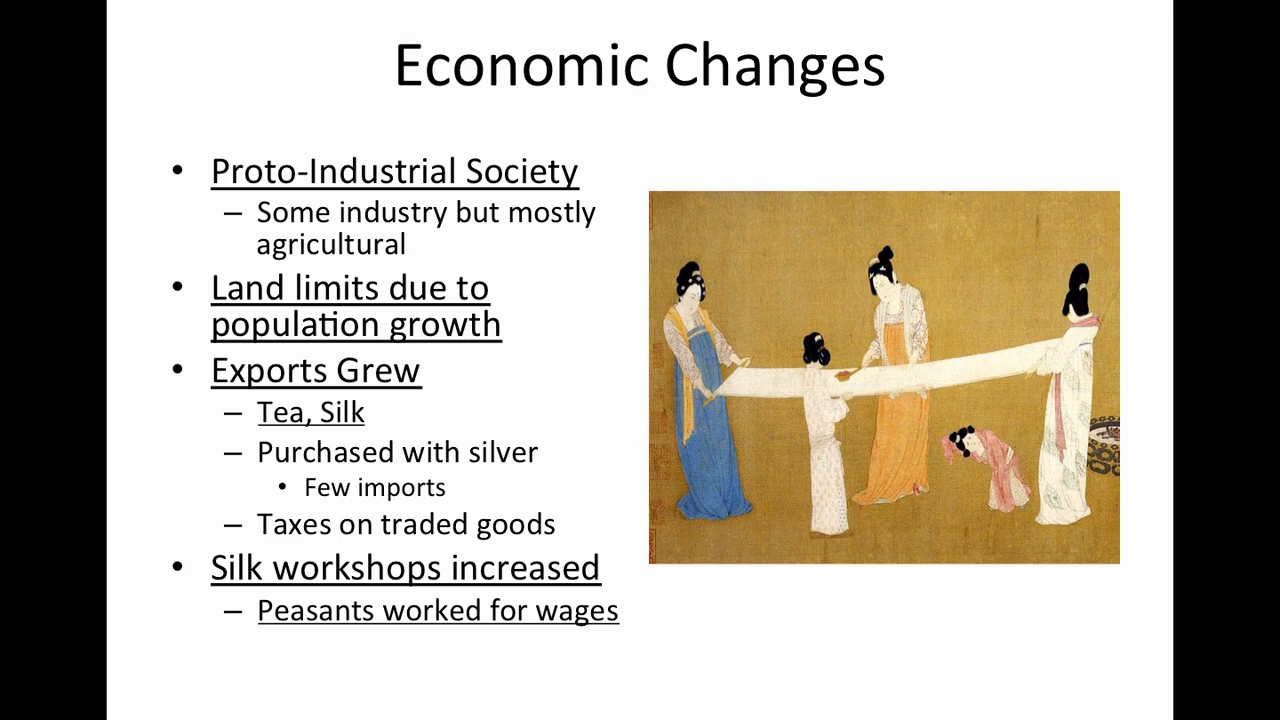 Economic Changes
• Proto-Industrial Society
– Some industry but mostly
agricultural
• Land limits due to
population growth
• Exports Grew
– Tea, Silk
– Purchased with silver
• Few imports
– Taxes on traded goods
• Silk workshops increased
– Peasants worked for wages